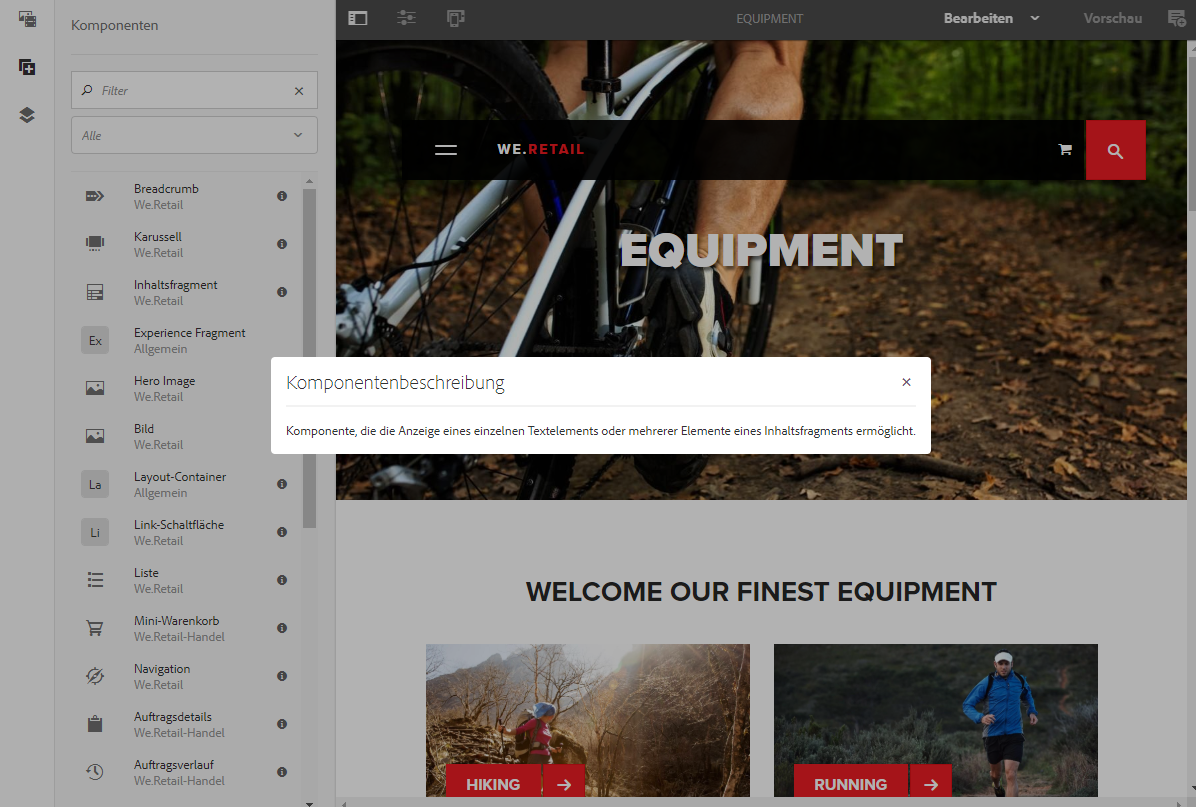 Komponenten
Filter
Alle
Breadcrumb
We.Retail
Karussell
We.Retail
Inhaltsfragment
We.Retail
Ex
Experience Fragment
Allgemein
Hero Image
We.Retail
Bild
We.Retail
La
Layout-Container
Allgemein
Li
Link-Schaltfläche
We.Retail
Liste
We.Retail
Mini-Warenkorb
We.Retail-Handel
Navigation
We.Retail
Auftragsdetails
We.Retail-Handel
Auftragsverlauf
We.Retail-Handel
EQUIPMENT
Bearbeiten
Vorschau
WE.RETAIL
EQUIPMENT
Komponentenbeschreibung
Komponente, die die Anzeige eines einzelnen Textelements oder mehrerer Elemente eines Inhaltsfragments ermöglicht.
WELCOME OUR FINEST EQUIPMENT
HIKING
RUNNING